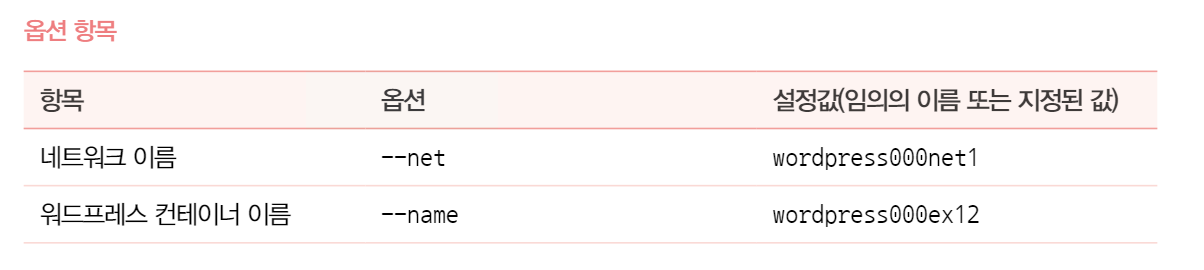 옵션 항목
항목 옵션 설정값(임의의 이름 또는 지정된 값)
네트워크 이름 --net wordpress000net1
워드프레스 컨테이너 이름 --name wordpress000ex12